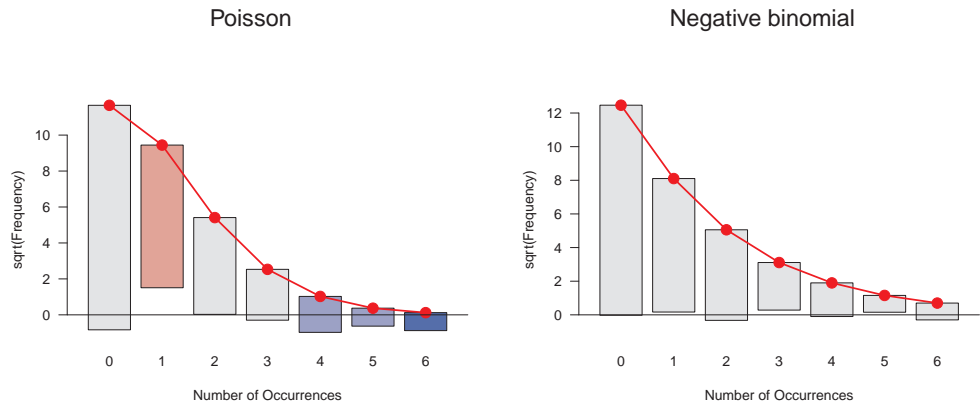 Poisson
sqrt(Frequency)
10
8
6
4
2
0
0 1 2 3 4 5 6
Number of Occurrences
Negative binomial
sqrt(Frequency)
12
10
8
6
4
2
0
0 1 2 3 4 5 6
Number of Occurrences